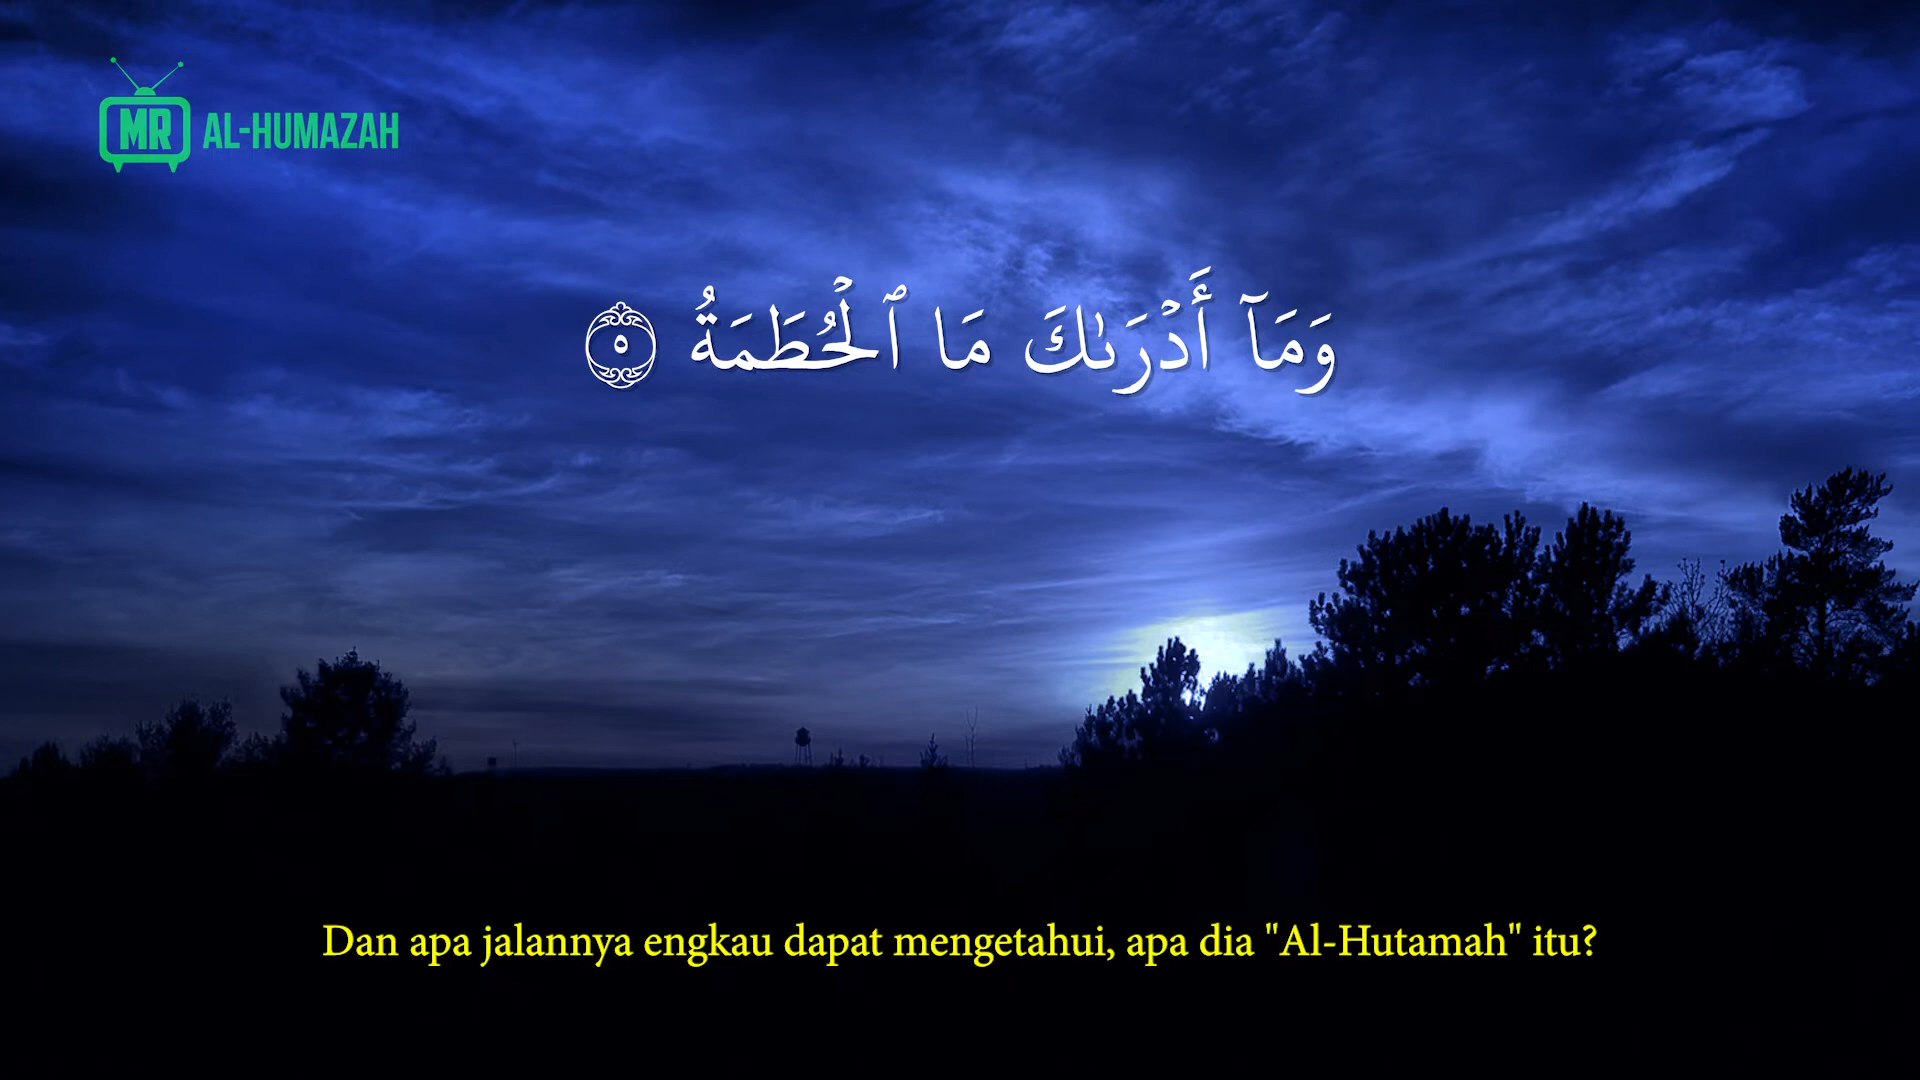 MR AL-HUMAZAH
وَمَآ أَدْرَىٰكَ مَا ٱلْحُطَمَةُ ٥
Dan apa jalannya engkau dapat mengetahui, apa dia "Al-Hutamah" itu?